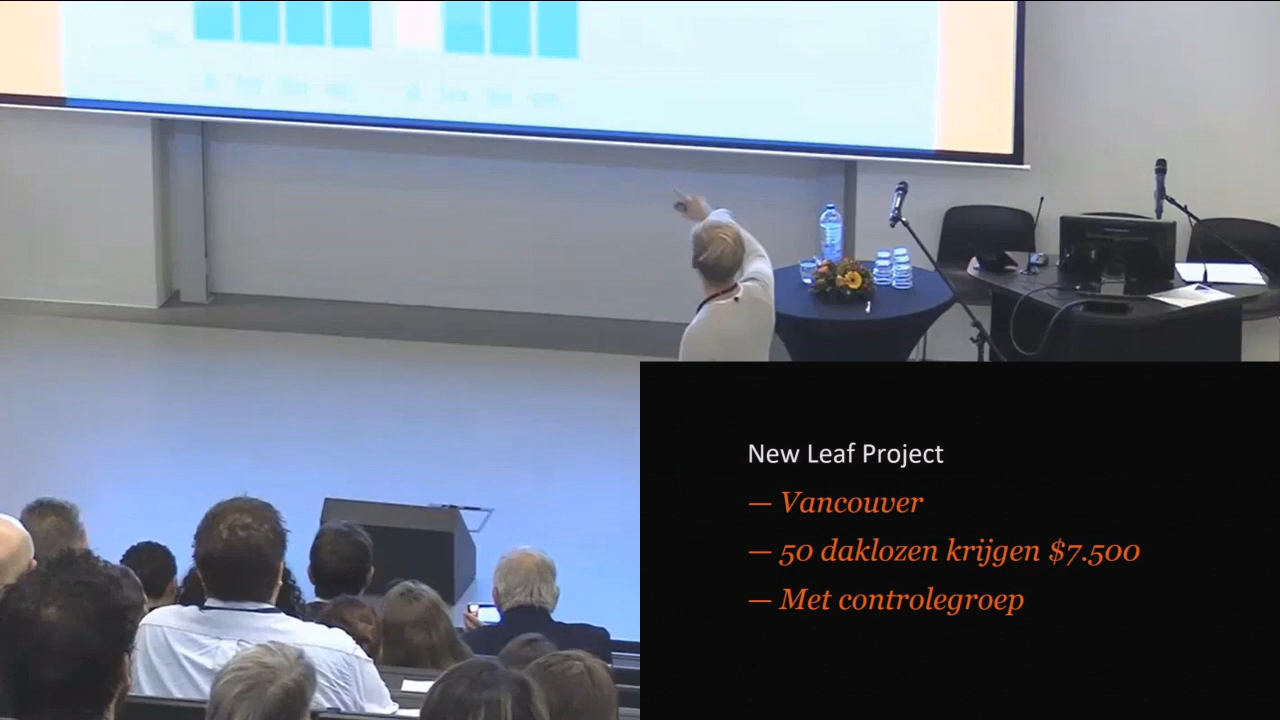 New Leaf Project
— Vancouver
— 50 daklozen krijgen $7.500
— Met controlegroep